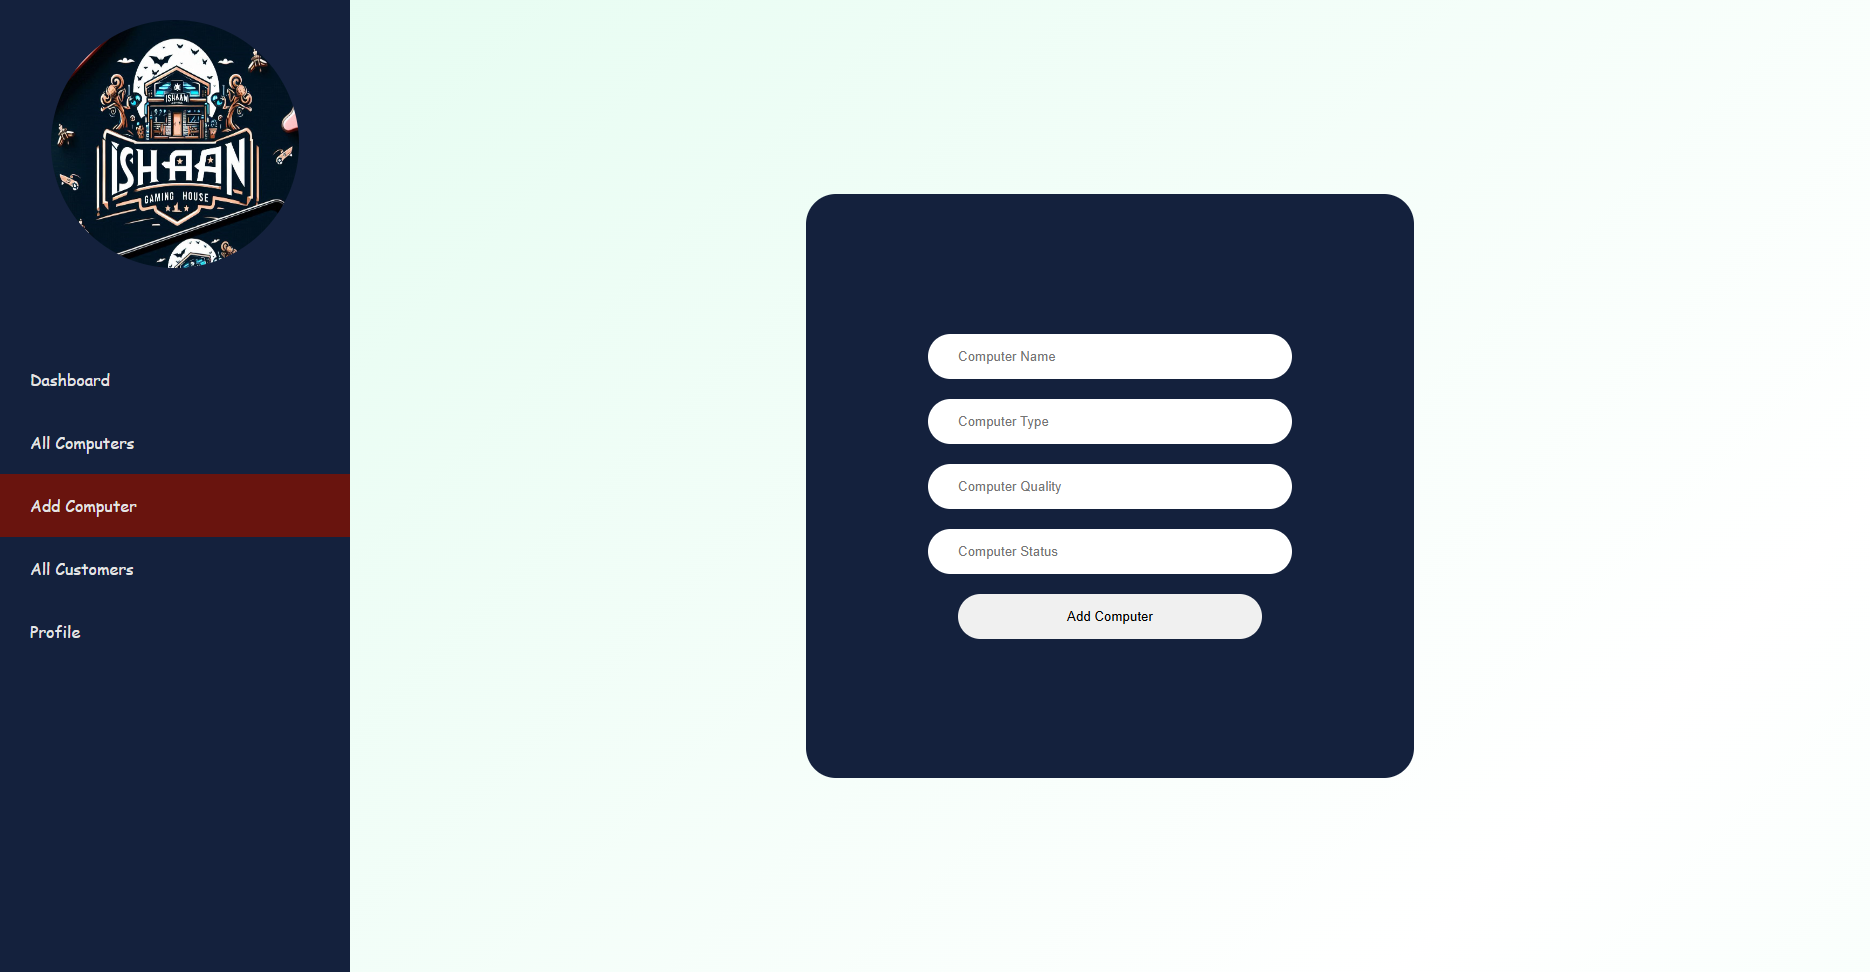 ISHAAN
ISHAAN
GAMING HOUSE
Dashboard
All Computers
Add Computer
All Customers
Profile
Computer Name
Computer Type
Computer Quality
Computer Status
Add Computer